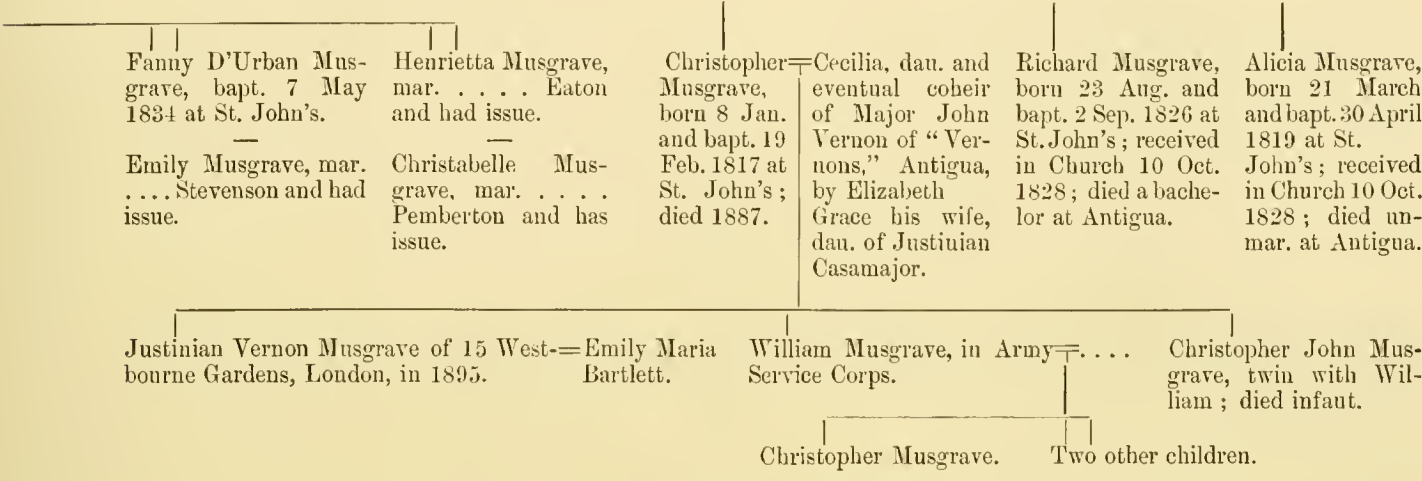 Fanny D'Urban Mus-
grave, bapt. 7 May
1834 at St. John's.
Emily Musgrave, mar.
.... Stevenson and had
issue.
Henrietta Musgrave,
mar. . . . . Eaton
and had issue.
Christabelle Mus-
grave, mar. . . . .
Pemberton and has
issue.
Christopher=
Musgrave,
born 8 Jan.
and bapt. 19
Feb. 1817 at
St. John's ;
died 1887.
Cecilia, dau. and
eventual coheir
of Major John
Vernon of " Ver-
nons," Antigua,
by Elizabeth
Grace his wife,
dau. of Justinian
Casamajor.
Richard Musgrave,
born 23 Aug. and
bapt. 2 Sep. 1826 at
St. John's ; received
in Church 10 Oct.
1828 ; died a bache-
lor at Antigua.
Alicia Musgrave,
born 21 March
and bapt. 30 April
1819 at St.
John's ; received
in Church 10 Oct.
1828 ; died un-
mar. at Antigua.
Justinian Vernon Musgrave of 15 West-=
bourne Gardens, London, in 1895.
Emily Maria
Bartlett.
William Musgrave, in Army=. . . .
Service Corps.
Christopher John Mus-
grave, twin with Wil-
liam ; died infant.
Christopher Musgrave.
Two other children.